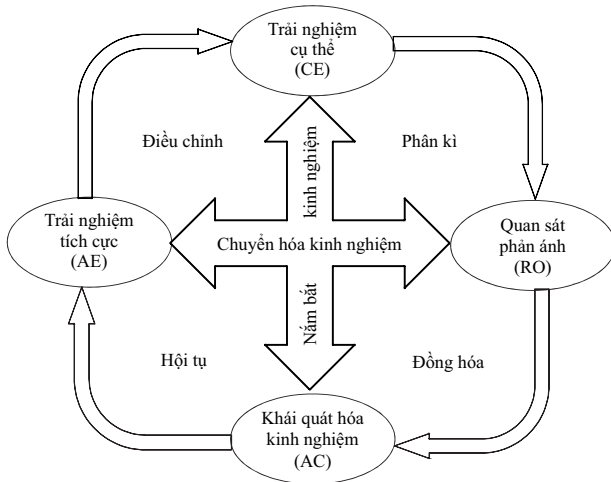 Trải nghiệm
cụ thể
(CE)
Điều chỉnh
kinh nghiệm
Phân kì
Trải nghiệm
tích cực
(AE)
Chuyển hóa kinh nghiệm
Quan sát
phản ánh
(RO)
Nắm bắt
Hội tụ
Đồng hóa
Khái quát hóa
kinh nghiệm
(AC)